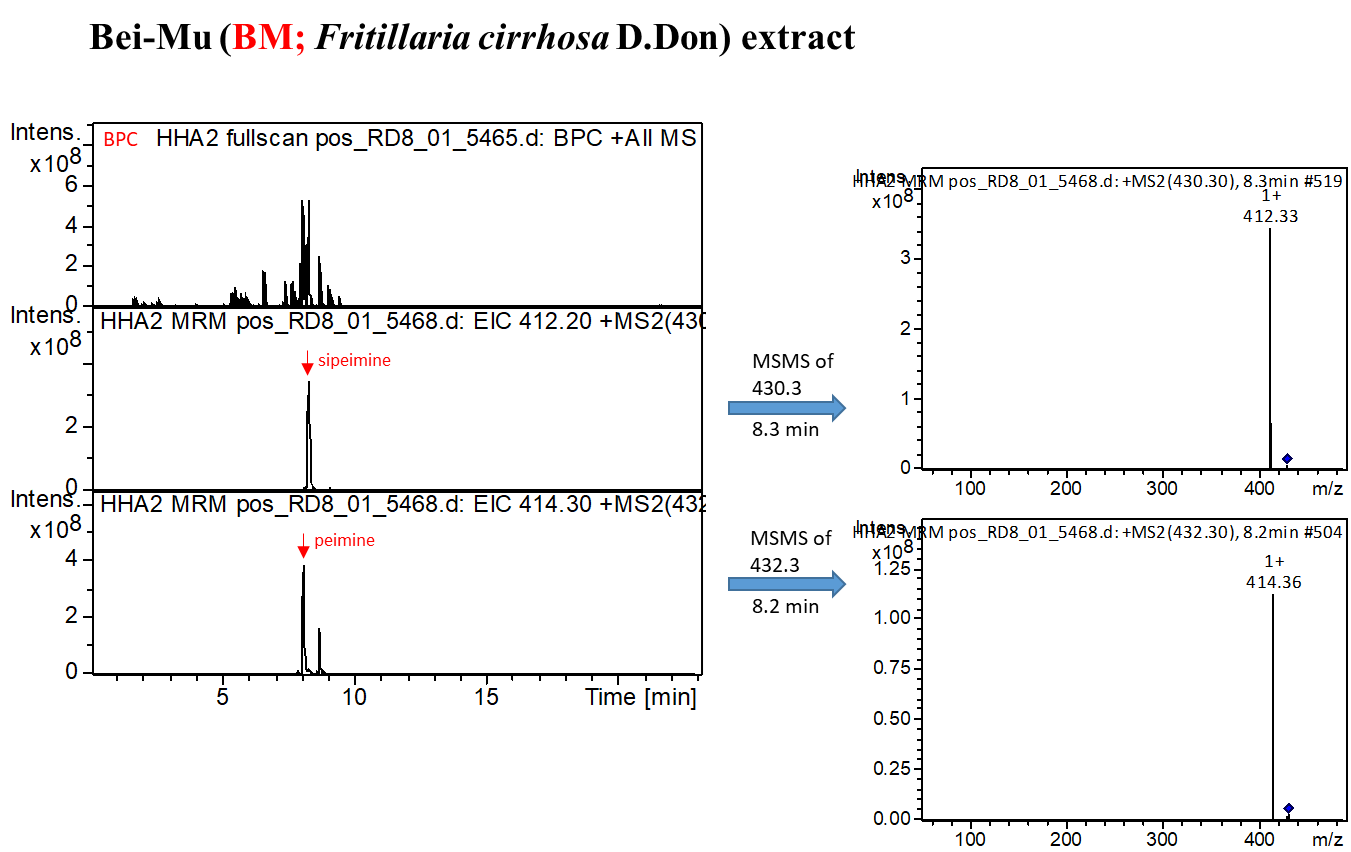 Bei-Mu (BM; Fritillaria cirrhosa D.Don) extract
Intens.
x10^8
BPC
HHA2 fullscan pos_RD8_01_5465.d: BPC +All MS
6
4
2
0
Intens.
x10^8
HHA2 MRM pos_RD8_01_5468.d: EIC 412.20 +MS2(430
sipeimine
2
0
Intens.
x10^8
HHA2 MRM pos_RD8_01_5468.d: EIC 414.30 +MS2(432
peimine
4
2
0
5 10 15 Time [min]
MSMS of
430.3
8.3 min
MSMS of
432.3
8.2 min
Intens.
x10^8
HHA2 MRM pos_RD8_01_5468.d: +MS2(430.30), 8.3min #519
1+
412.33
3
2
1
0
100 200 300 400 m/z
Intens.
x10^8
HHA2 MRM pos_RD8_01_5468.d: +MS2(432.30), 8.2min #504
1+
414.36
1.25
1.00
0.75
0.50
0.25
0.00
100 200 300 400 m/z